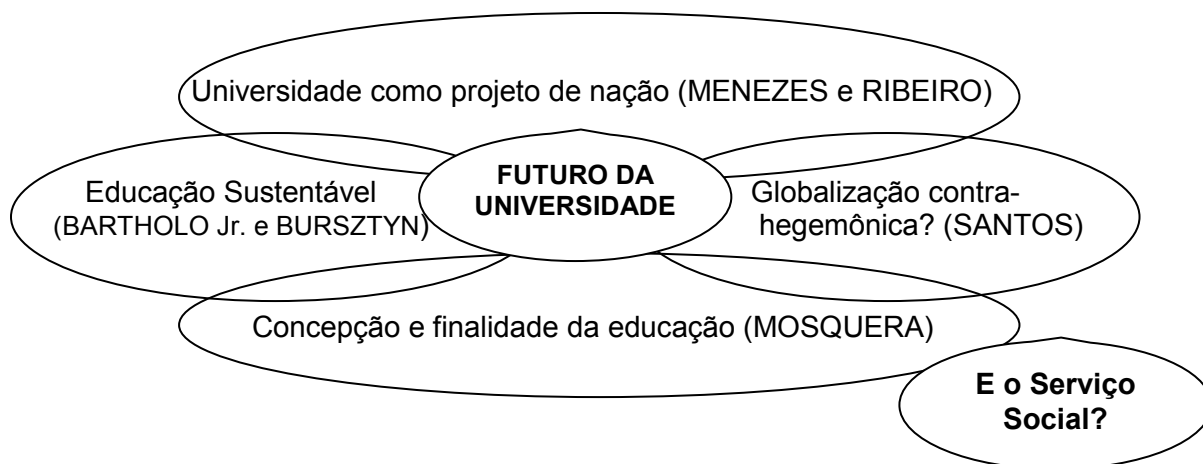 Universidade como projeto de nação (MENEZES e RIBEIRO)
Educação Sustentável
(BARTHOLO Jr. e BURSZTYN)
FUTURO DA
UNIVERSIDADE
Globalização contra-
hegemônica? (SANTOS)
Concepção e finalidade da educação (MOSQUERA)
E o Serviço
Social?